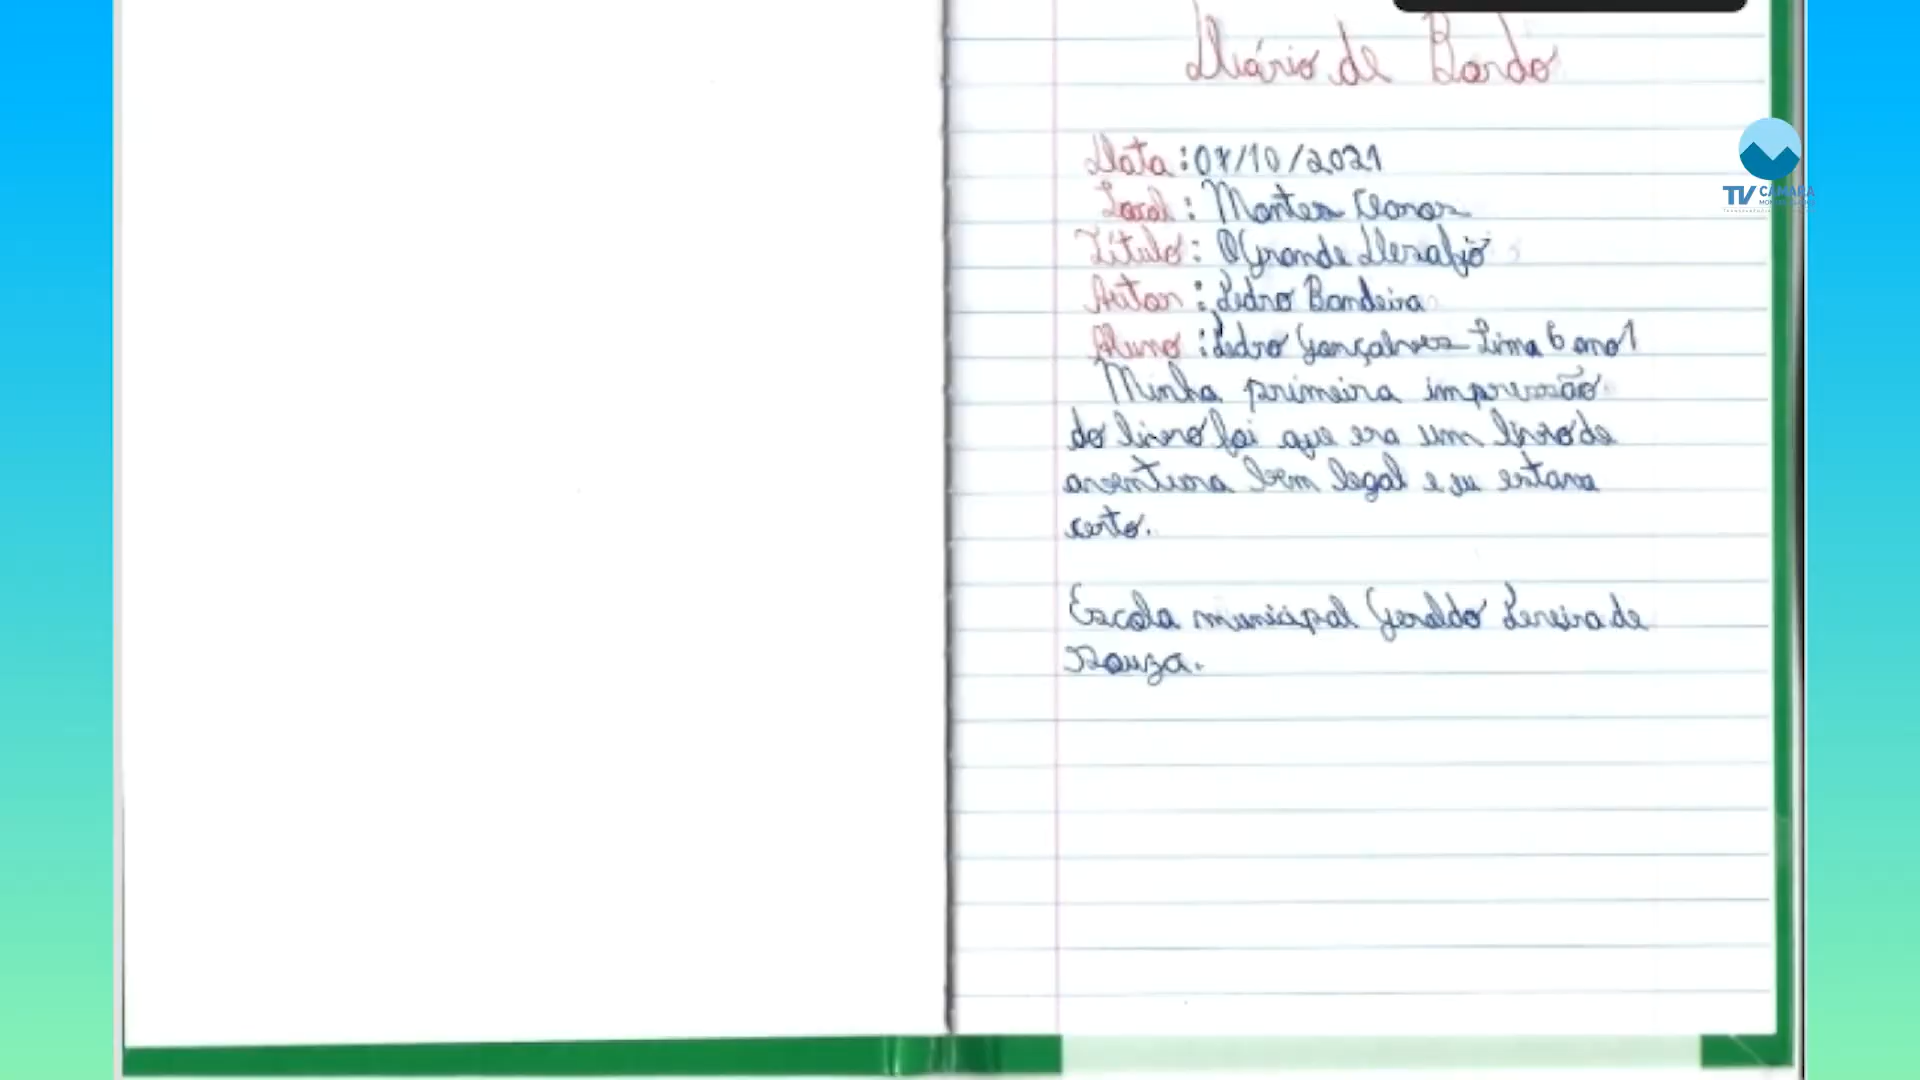 Diário de Bordo
Data: 07/10/2021
Local: Montes Claros
Título: O Grande Desafio
Autor: Pedro Bandeira
Aluno: Pedro Gonçalves Lima 6 ano 1
Minha primeira impressão
do livro foi que era um livro de
aventura bem legal e eu estava
certo.
Escola municipal Geraldo Pereira de
Souza.
TV CÂMARA